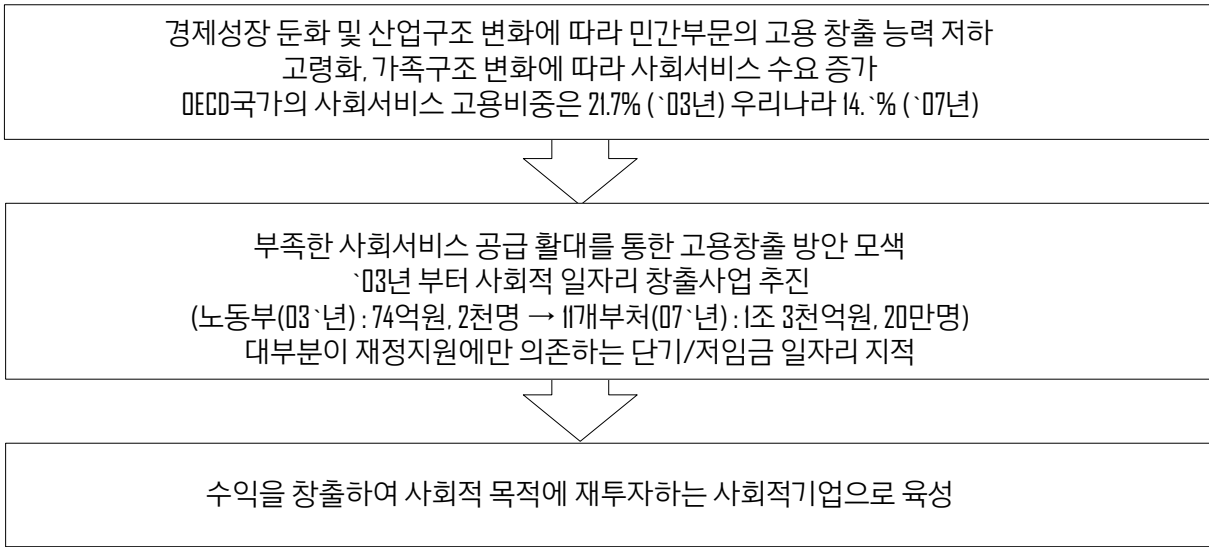 경제성장 둔화 및 산업구조 변화에 따라 민간부문의 고용 창출 능력 저하
고령화, 가족구조 변화에 따라 사회서비스 수요 증가
OECD국가의 사회서비스 고용비중은 21.7% (`03년) 우리나라 14.`% (`07년)
부족한 사회서비스 공급 활대를 통한 고용창출 방안 모색
`03년 부터 사회적 일자리 창출사업 추진
(노동부(03`년) : 74억원, 2천명 → 11개부처(07`년) : 1조 3천억원, 20만명)
대부분이 재정지원에만 의존하는 단기/저임금 일자리 지적
수익을 창출하여 사회적 목적에 재투자하는 사회적기업으로 육성